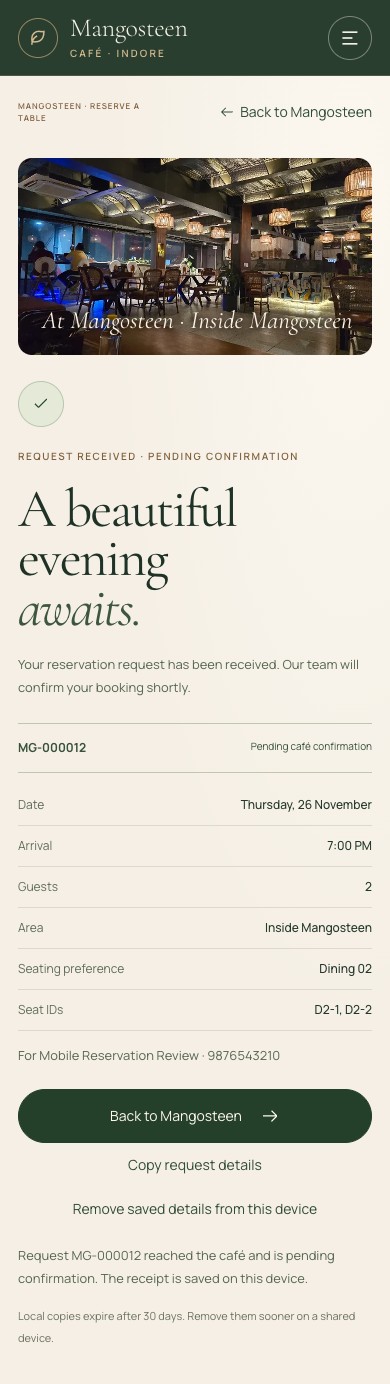 Mangosteen
CAFÉ · INDORE
MANGOSTEEN · RESERVE A
TABLE
← Back to Mangosteen
At Mangosteen · Inside Mangosteen
REQUEST RECEIVED · PENDING CONFIRMATION
A beautiful
evening
awaits.
Your reservation request has been received. Our team will
confirm your booking shortly.
MG-000012 Pending café confirmation
Date Thursday, 26 November
Arrival 7:00 PM
Guests 2
Area Inside Mangosteen
Seating preference Dining 02
Seat IDs D2-1, D2-2
For Mobile Reservation Review · 9876543210
Back to Mangosteen →
Copy request details
Remove saved details from this device
Request MG-000012 reached the café and is pending
confirmation. The receipt is saved on this device.
Local copies expire after 30 days. Remove them sooner on a shared
device.